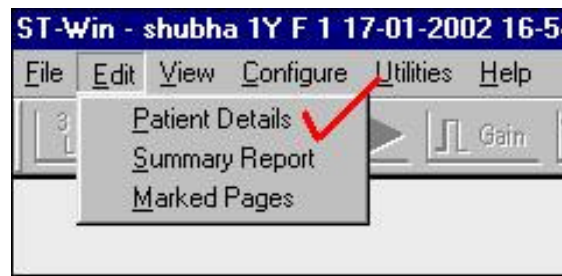 ST-Win - shubha 1Y F 1 17-01-2002 16-5
File Edit View Configure Utilities Help
3 L Gain
Patient Details
Summary Report
Marked Pages